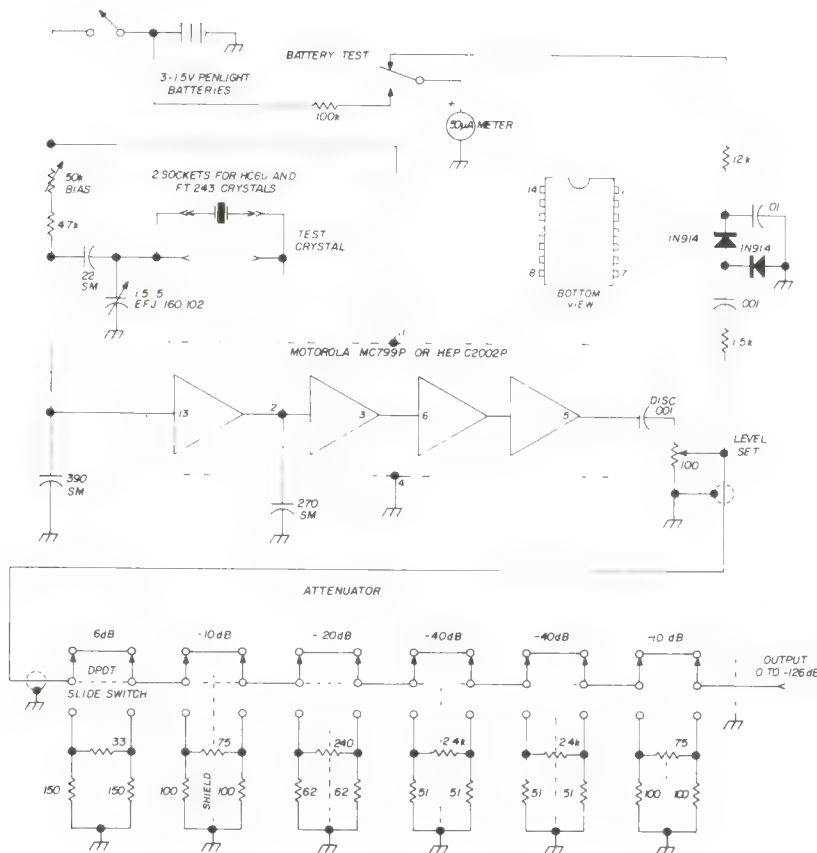 BATTERY TEST
3-1.5V PENLIGHT
BATTERIES
100k
+
50µA METER
50k
BIAS
2 SOCKETS FOR HC6U AND
FT 243 CRYSTALS
14
1
12k
.01
47k
TEST
CRYSTAL
1N914
1N914
22
SM
8
7
BOTTOM
VIEW
.001
EFJ 160-102
1.5k
MOTOROLA MC799P OR HEP C2002P
13
2
3
6
5
DISC
.001
LEVEL
SET
100
390
SM
4
270
SM
ATTENUATOR
6dB
-10dB
-20dB
-40dB
-40dB
-10dB
DPDT
SLIDE SWITCH
OUTPUT
0 TO -126dB
33
75
240
2.4k
2.4k
75
150
150
100
SHIELD
100
62
62
51
51
51
51
100
100